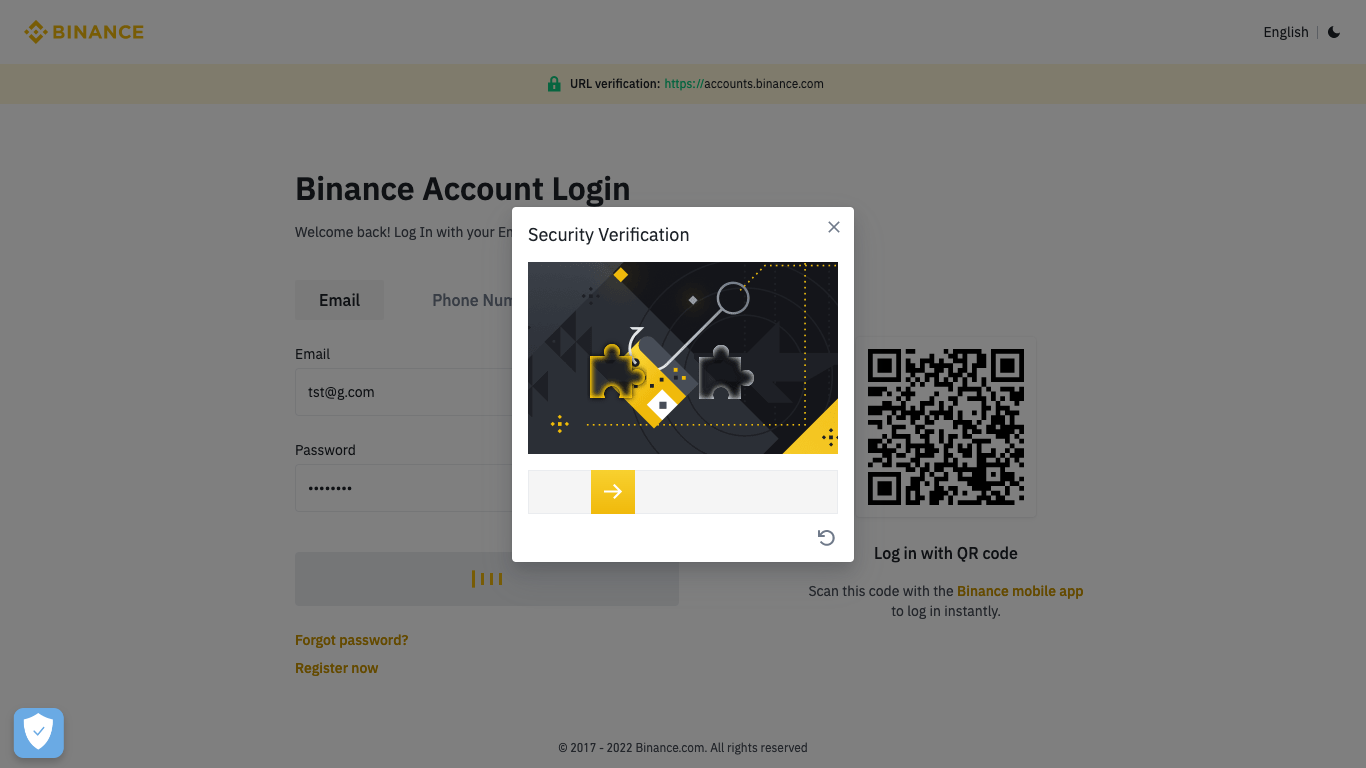 BINANCE
English
URL verification: https://accounts.binance.com
Binance Account Login
Welcome back! Log In with your
Email
Phone Num
Email
tst@g.com
Password
••••••••
Forgot password?
Register now
Security Verification
Log in with QR code
Scan this code with the Binance mobile app
to log in instantly.
© 2017 - 2022 Binance.com. All rights reserved